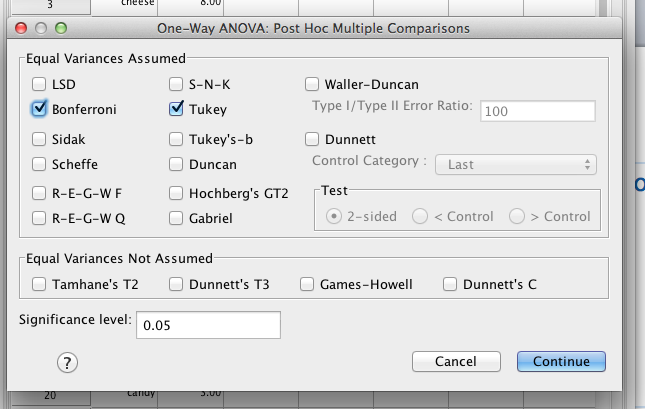 3 cheese 8.00
One-Way ANOVA: Post Hoc Multiple Comparisons
Equal Variances Assumed
LSD S-N-K Waller-Duncan
Bonferroni Tukey Type I/Type II Error Ratio: 100
Sidak Tukey's-b Dunnett
Scheffe Duncan Control Category : Last
R-E-G-W F Hochberg's GT2 Test
R-E-G-W Q Gabriel 2-sided < Control > Control
Equal Variances Not Assumed
Tamhane's T2 Dunnett's T3 Games-Howell Dunnett's C
Significance level: 0.05
? Cancel Continue
20 candy 3.00